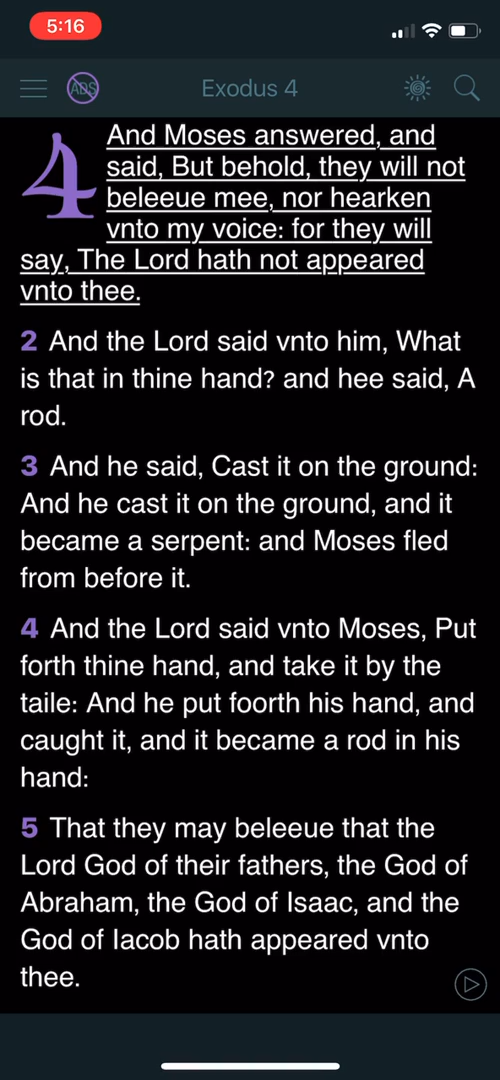 5:16
ADS
Exodus 4
4 And Moses answered, and
said, But behold, they will not
beleeue mee, nor hearken
vnto my voice: for they will
say, The Lord hath not appeared
vnto thee.
2 And the Lord said vnto him, What
is that in thine hand? and hee said, A
rod.
3 And he said, Cast it on the ground:
And he cast it on the ground, and it
became a serpent: and Moses fled
from before it.
4 And the Lord said vnto Moses, Put
forth thine hand, and take it by the
taile: And he put foorth his hand, and
caught it, and it became a rod in his
hand:
5 That they may beleeue that the
Lord God of their fathers, the God of
Abraham, the God of Isaac, and the
God of Iacob hath appeared vnto
thee.